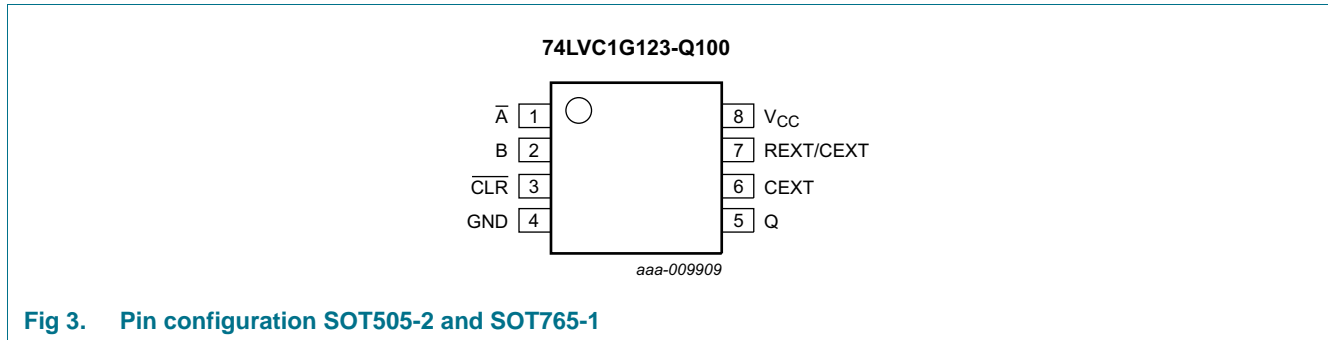 74LVC1G123-Q100
A̅ 1 8 VCC
B 2 7 REXT/CEXT
C̅L̅R̅ 3 6 CEXT
GND 4 5 Q
aaa-009909
Fig 3. Pin configuration SOT505-2 and SOT765-1